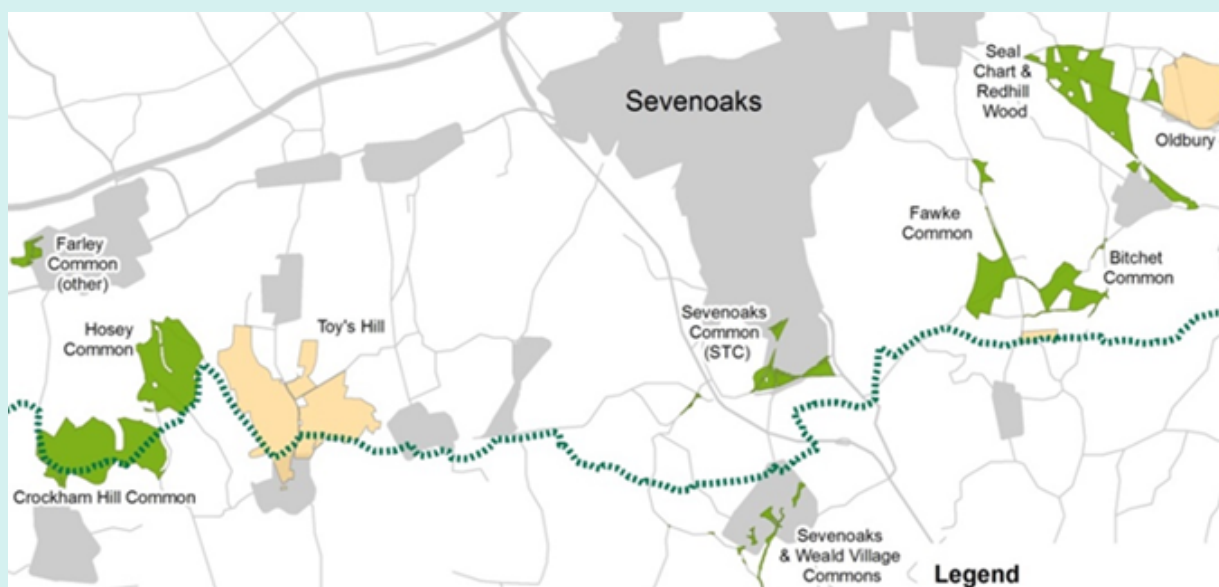 Seal
Chart &
Redhill
Wood
Sevenoaks
Oldbury
Fawke
Common
Farley
Common
(other)
Bitchet
Common
Hosey
Common
Toy's Hill
Sevenoaks
Common
(STC)
Crockham Hill Common
Sevenoaks
& Weald Village
Commons
Legend